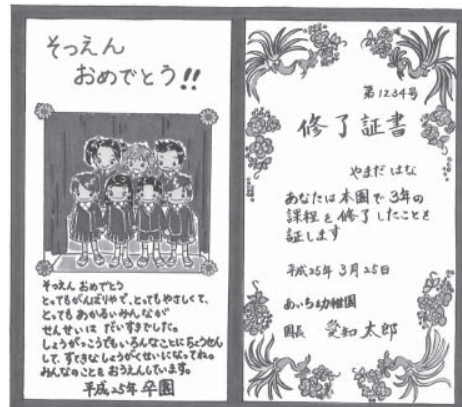 そつえん
おめでとう!!
そつえん おめでとう
とってもがんばりやで、とってもやさしくて、
とってもあかるいみんなが
せんせいは だいすきでした。
しょうがっこうでもいろんなことにちょうせん
して、すてきなしょうがくせいになってね。
みんなのことをおうえんしています。
平成25年 卒園
第1234号
修了証書
やまだ はな
あなたは本園で3年の
課程を修了したことを
証します
平成25年 3月25日
あいち幼稚園
園長 愛知太郎